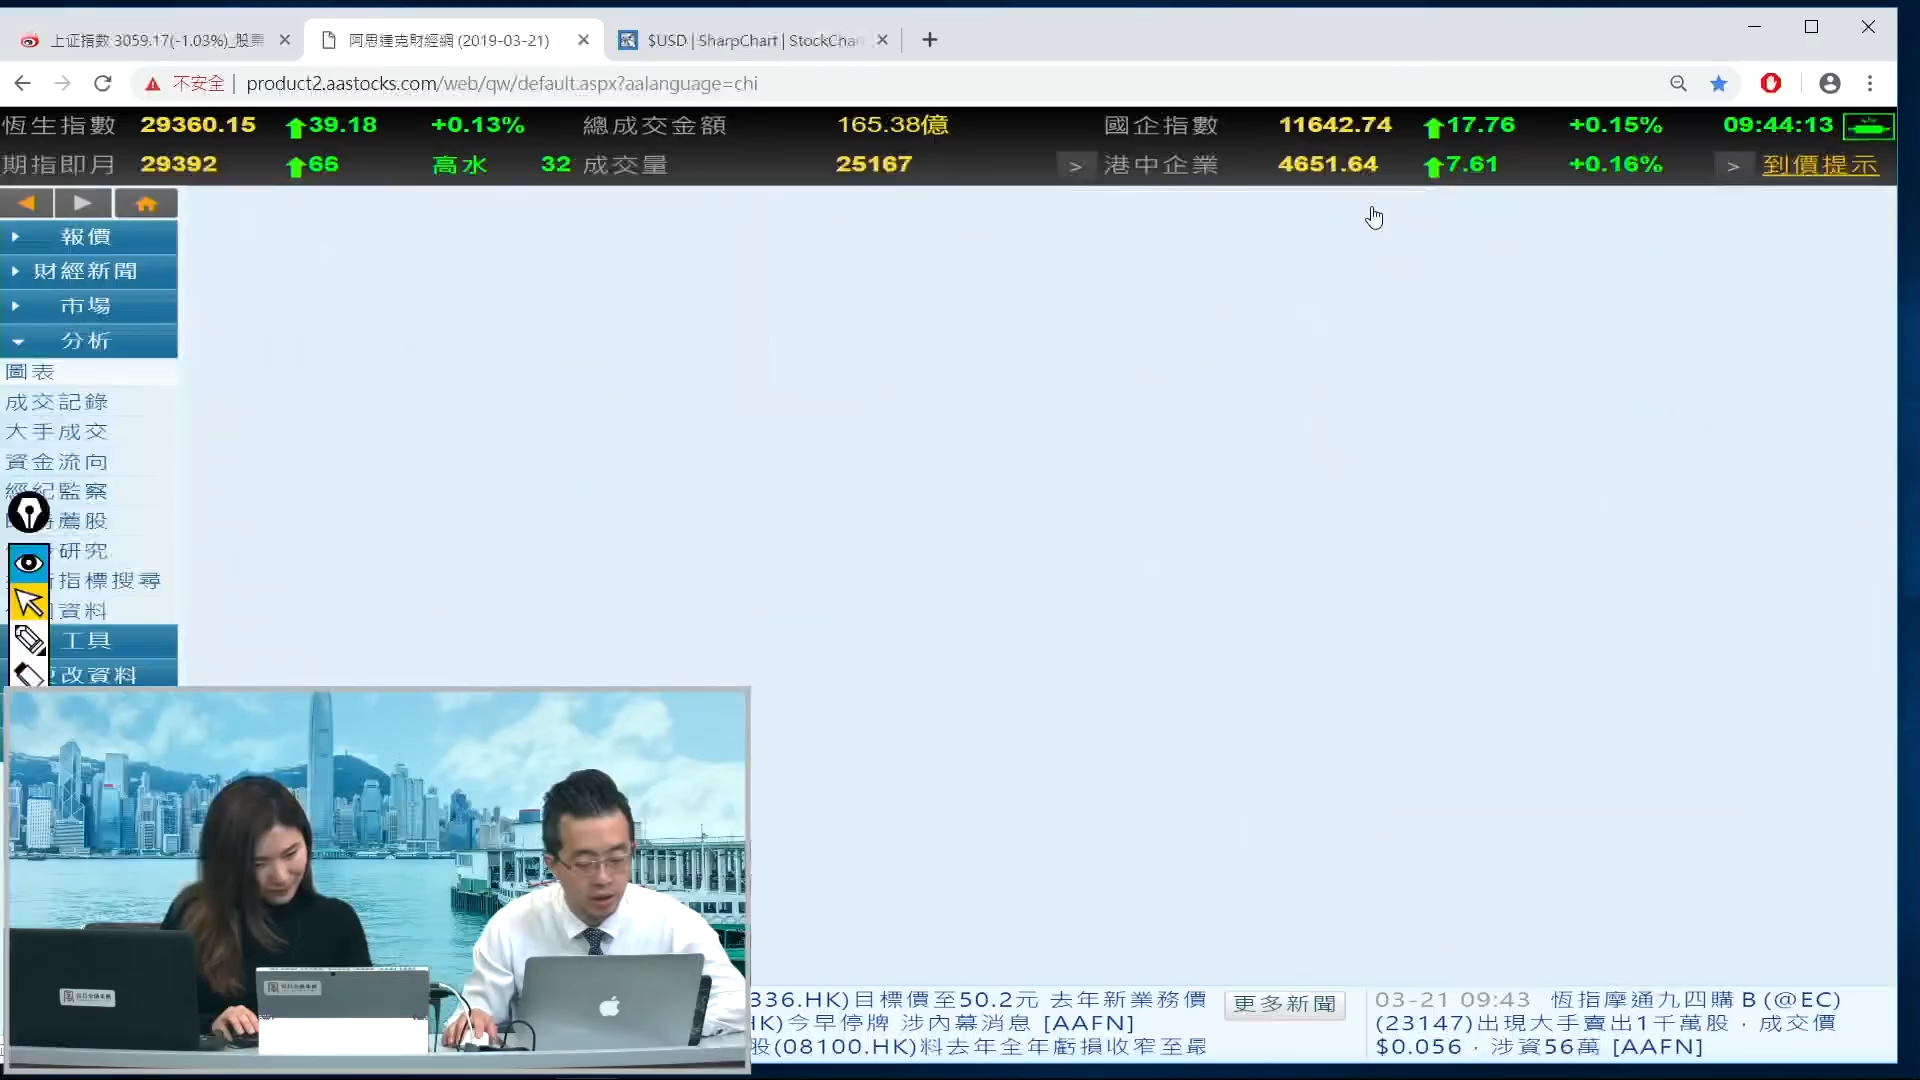 上证指數 3059.17(-1.03%)_股票
阿思達克財經網 (2019-03-21)
$USD | SharpChart | StockChar
不安全
product2.aastocks.com/web/qw/default.aspx?aalanguage=chi
恆生指數 29360.15 39.18 +0.13% 總成交金額 165.38億 國企指數 11642.74 17.76 +0.15% 09:44:13
期指即月 29392 66 高水 32 成交量 25167 > 港中企業 4651.64 7.61 +0.16% > 到價提示
報價
財經新聞
市場
分析
圖表
成交記錄
大手成交
資金流向
經紀監察
薦股
研究
指標搜尋
資料
工具
改資料
336.HK)目標價至50.2元 去年新業務價
HK)今早停牌 涉內幕消息 [AAFN]
股(08100.HK)料去年全年虧損收窄至最
更多新聞
03-21 09:43 恆指摩通九四購B(@EC)
(23147)出現大手賣出1千萬股﹒成交價
$0.056﹒涉資56萬 [AAFN]